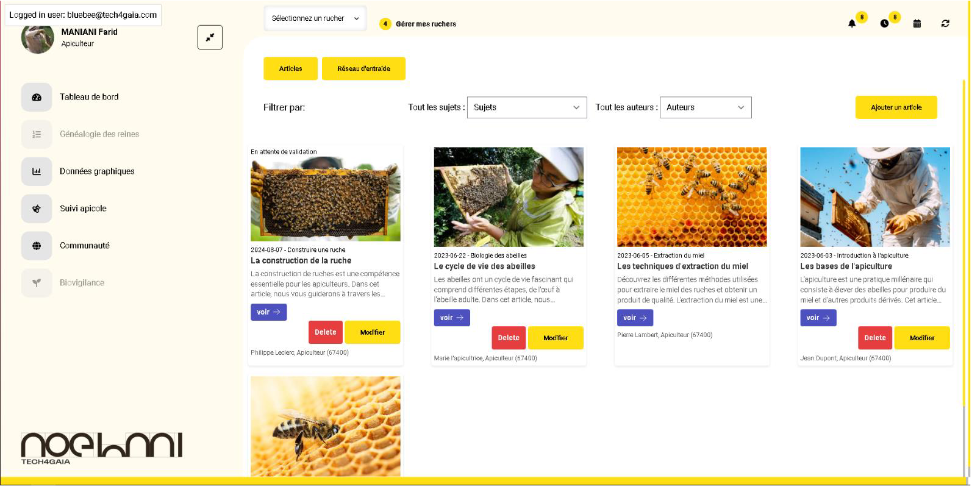 Logged in user: bluebee@tech4gaia.com
MANIANI Farid
Apiculteur
Sélectionnez un rucher
4 Gérer mes ruchers
8
8
Articles
Réseau d'antraide
Tableau de bord
Généalogie des reines
Données graphiques
Suivi apicole
Communauté
Biovigilance
Filtrer par:
Tout les sujets :
Sujets
Tout les auteurs :
Auteurs
Ajouter un article
En attente de validation
2024-08-07 - Construire une ruche
La construction de la ruche
La construction de ruches est une compétence
essentielle pour les apiculteurs. Dans cet
article, nous vous guiderons à travers les...
voir →
Delete
Modifier
Philippe Leclerc, Apiculteur (67400)
2023-06-22 - Biologie des abeilles
Le cycle de vie des abeilles
Les abeilles ont un cycle de vie fascinant qui
comprend différentes étapes, de l'œuf à
l'abeille adulte. Dans cet article, nous...
voir →
Delete
Modifier
Marie l'apicultrice, Apiculteur (67400)
2023-06-05 - Extraction du miel
Les techniques d'extraction du miel
Découvrez les différentes méthodes utilisées
pour extraire le miel des ruches et obtenir un
produit de qualité. L'extraction du miel est une...
voir →
Pierre Lambert, Apiculteur (67400)
2023-06-03 - Introduction à l'apiculture
Les bases de l'apiculture
L'apiculture est une pratique millénaire qui
consiste à élever des abeilles pour produire du
miel et d'autres produits dérivés. Cet article...
voir →
Delete
Modifier
Jean Dupont, Apiculteur (67400)
TECH4GAIA